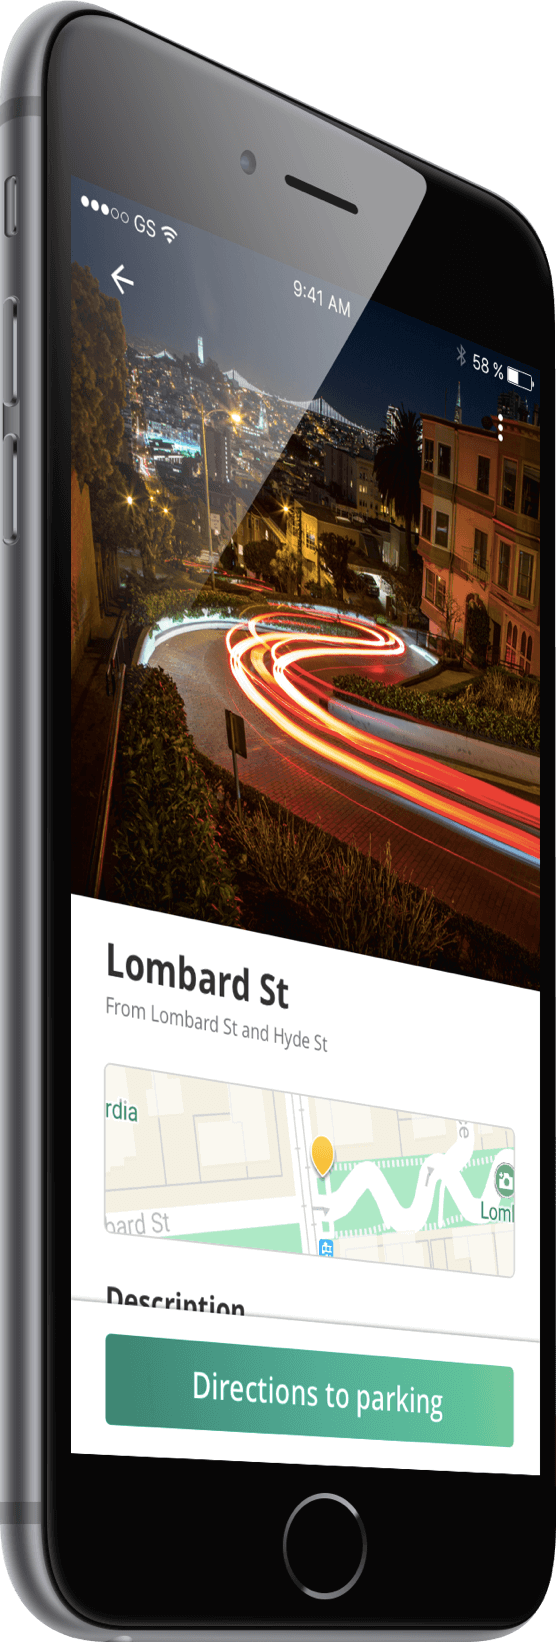 GS
9:41 AM
58 %
Lombard St
From Lombard St and Hyde St
rdia
bard St
Loml
Description
Directions to parking